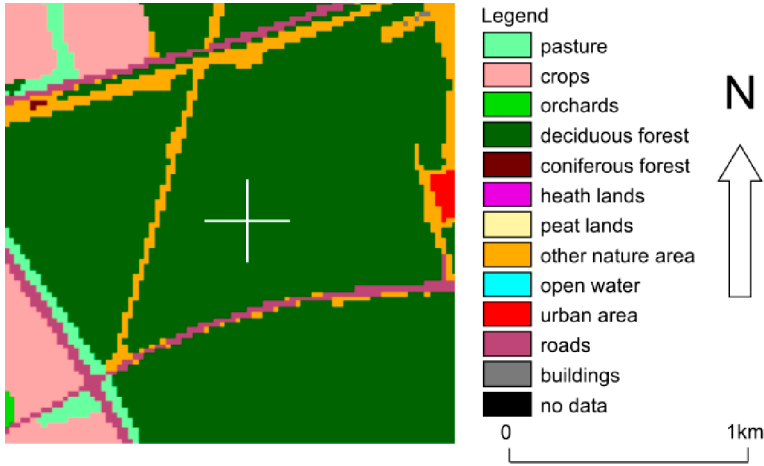 Legend
pasture
crops
orchards
deciduous forest
coniferous forest
heath lands
peat lands
other nature area
open water
urban area
roads
buildings
no data
N
0 1km